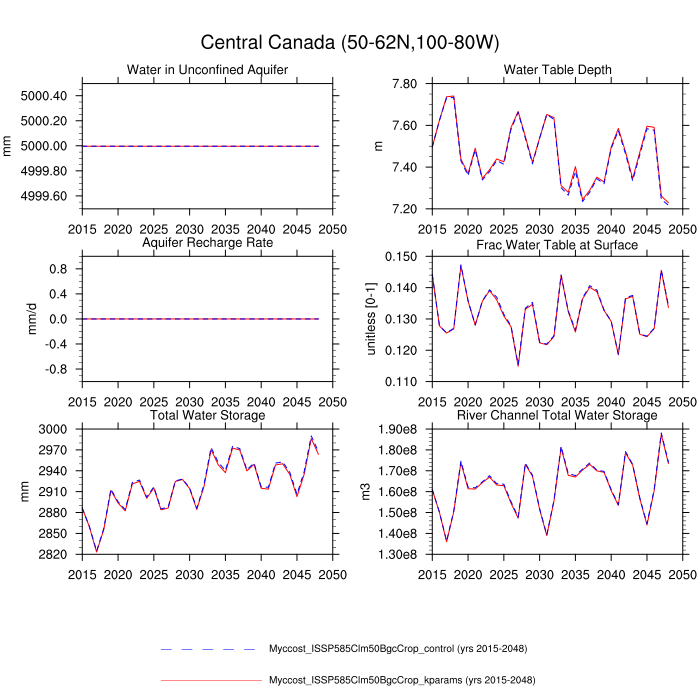 Central Canada (50-62N,100-80W)
Water in Unconfined Aquifer
5000.40
5000.20
5000.00
4999.80
4999.60
mm
2015 2020 2025 2030 2035 2040 2045 2050
Water Table Depth
7.80
7.60
7.40
7.20
m
2015 2020 2025 2030 2035 2040 2045 2050
Aquifer Recharge Rate
0.8
0.4
0.0
-0.4
-0.8
mm/d
2015 2020 2025 2030 2035 2040 2045 2050
Frac Water Table at Surface
0.150
0.140
0.130
0.120
0.110
unitless [0-1]
2015 2020 2025 2030 2035 2040 2045 2050
Total Water Storage
3000
2970
2940
2910
2880
2850
2820
mm
2015 2020 2025 2030 2035 2040 2045 2050
River Channel Total Water Storage
1.90e8
1.80e8
1.70e8
1.60e8
1.50e8
1.40e8
1.30e8
m3
2015 2020 2025 2030 2035 2040 2045 2050
Myccost_ISSP585Clm50BgcCrop_control (yrs 2015-2048)
Myccost_ISSP585Clm50BgcCrop_kparams (yrs 2015-2048)